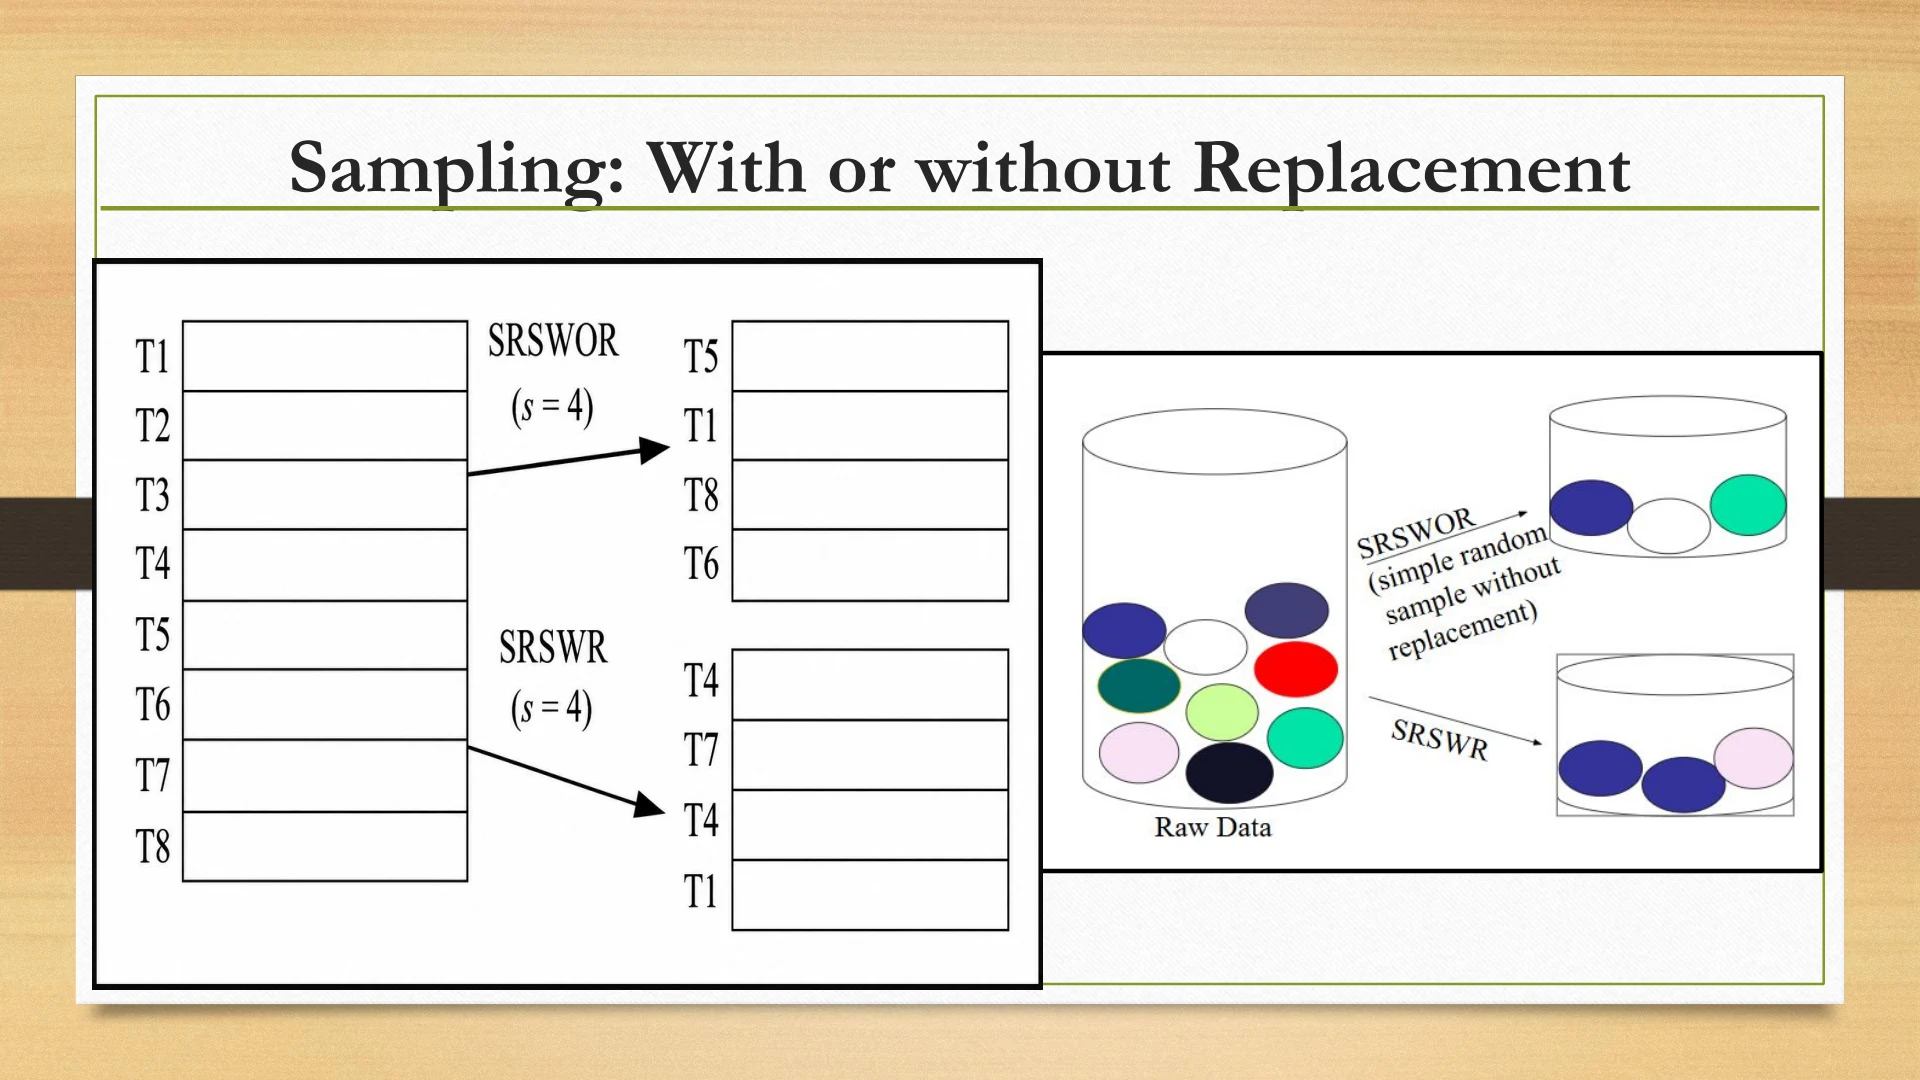 Sampling: With or without Replacement
T1
T2
T3
T4
T5
T6
T7
T8
SRSWOR
(s = 4)
SRSWR
(s = 4)
T5
T1
T8
T6
T4
T7
T4
T1
Raw Data
SRSWOR
(simple random
sample without
replacement)
SRSWR